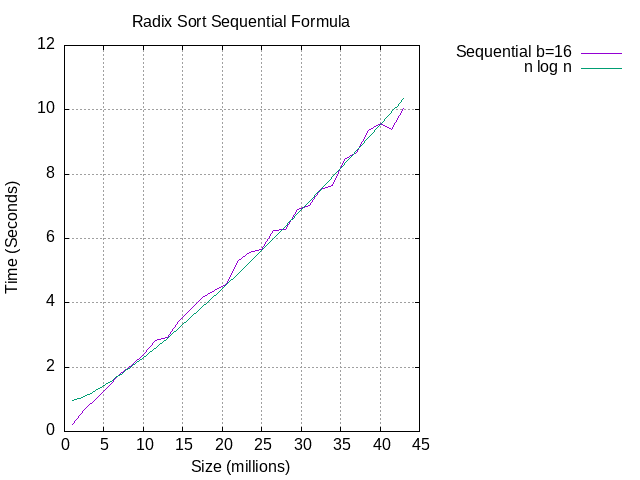 Radix Sort Sequential Formula
12
10
8
6
4
2
0
0 5 10 15 20 25 30 35 40 45
Time (Seconds)
Size (millions)
Sequential b=16
n log n